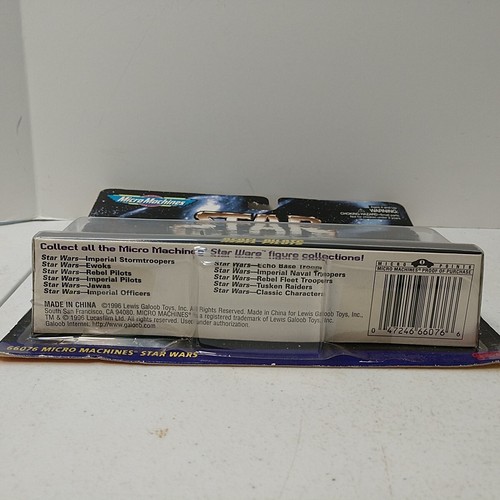 Micro Machines
WARNING:
STAR
REBEL PILOTS
Collect all the Micro Machines Star Wars figure collections!
Star Wars—Imperial Stormtroopers
Star Wars—Ewoks
Star Wars—Rebel Pilots
Star Wars—Imperial Pilots
Star Wars—Jawas
Star Wars—Imperial Officers
Star Wars—Echo Base Troops
Star Wars—Imperial Naval Troopers
Star Wars—Rebel Fleet Troopers
Star Wars—Tusken Raiders
Star Wars—Classic Characters
MICRO POINTS
MICRO MACHINES PROOF OF PURCHASE
MADE IN CHINA ©1996 Lewis Galoob Toys, Inc. All Rights Reserved. Made in China for Lewis Galoob Toys, Inc.,
South San Francisco, CA 94080. MICRO MACHINES® is a registered trademark of Lewis Galoob Toys, Inc.
TM & © 1996 Lucasfilm Ltd. All rights reserved. Used under authorization
Galoob Internet: http://www.galoob.com
0 47246 66076 6
66076 MICRO MACHINES® STAR WARS